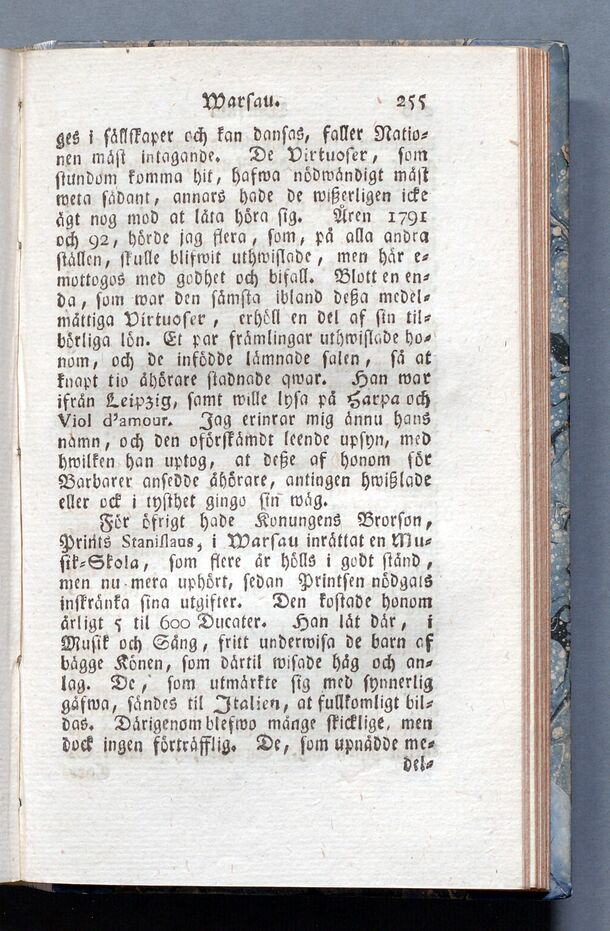 Warsau. 255
ges i sällskaper och kan dansas, faller Natio-
nen mäst intagande. De Virtuoser, som
stundom komma hit, hafwa nödwändigt mäst
weta sådant, annars hade de wißerligen icke
ägt nog mod at låta höra sig. Åren 1791
och 92, hörde jag flera, som, på alla andra
ställen, skulle blifwit uthwislade, men här e-
mottogos med godhet och bifall. Blott en en-
da, som war den sämsta ibland deßa medel-
mättiga Virtuoser, erhöll en del af sin til-
börliga lön. Et par främlingar uthwislade ho-
nom, och de infödde lämnade salen, så at
knapt tio åhörare stadnade qwar. Han war
ifrån Leipzig, samt wille lysa på Harpa och
Viol d'amour. Jag erinrar mig ännu hans
namn, och den oförskämdt leende upsyn, med
hwilken han uptog, at deße af honom för
Barbarer ansedde åhörare, antingen hwißlade
eller ock i tysthet gingo sin wäg.
För öfrigt hade Konungens Brorson,
Prints Stanislaus, i Warsau inrättat en Mu-
sik-Skola, som flere år hölls i godt stånd,
men nu mera uphört, sedan Printsen nödgats
inskränka sina utgifter. Den kostade honom
årligt 5 til 600 Ducater. Han lät där, i
Musik och Sång, fritt underwisa de barn af
bägge Könen, som därtil wisade håg och an-
lag. De, som utmärkte sig med synnerlig
gåfwa, sändes til Italien, at fullkomligt bil-
das. Därigenom blefwo många skicklige, men
dock ingen förträfflig. De, som upnådde me-
del-